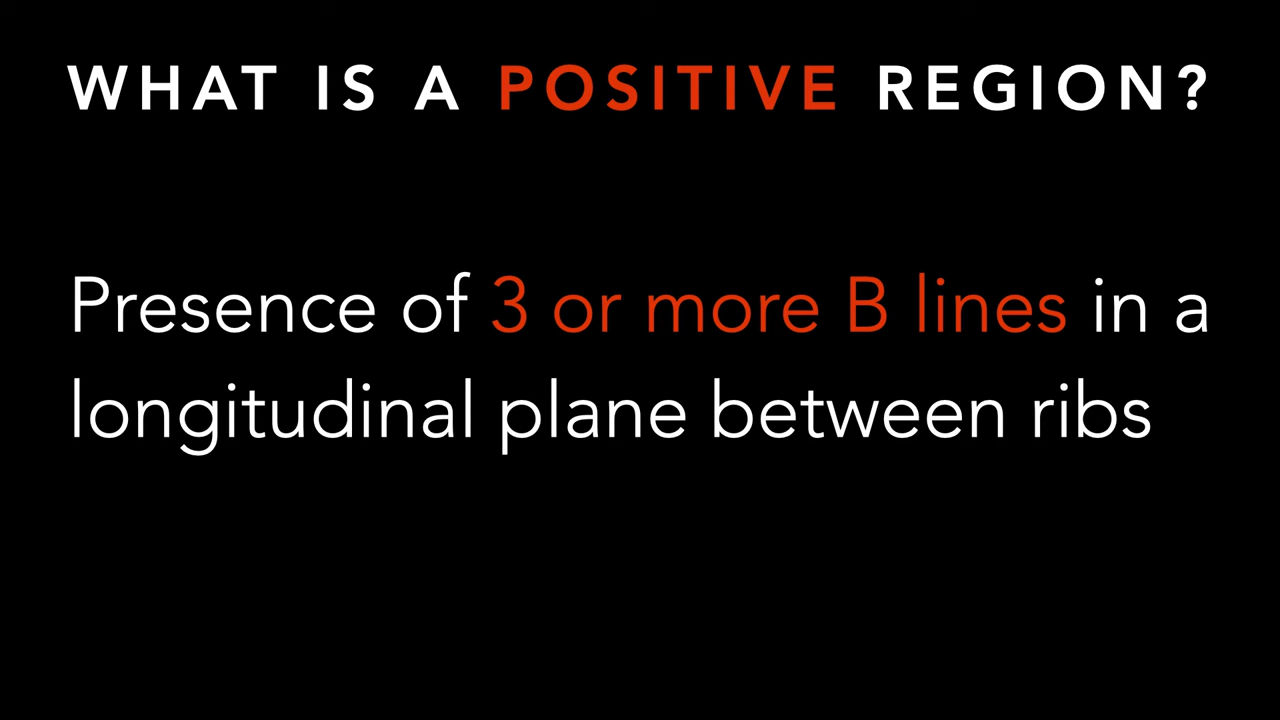 WHAT IS A POSITIVE REGION?
Presence of 3 or more B lines in a
longitudinal plane between ribs